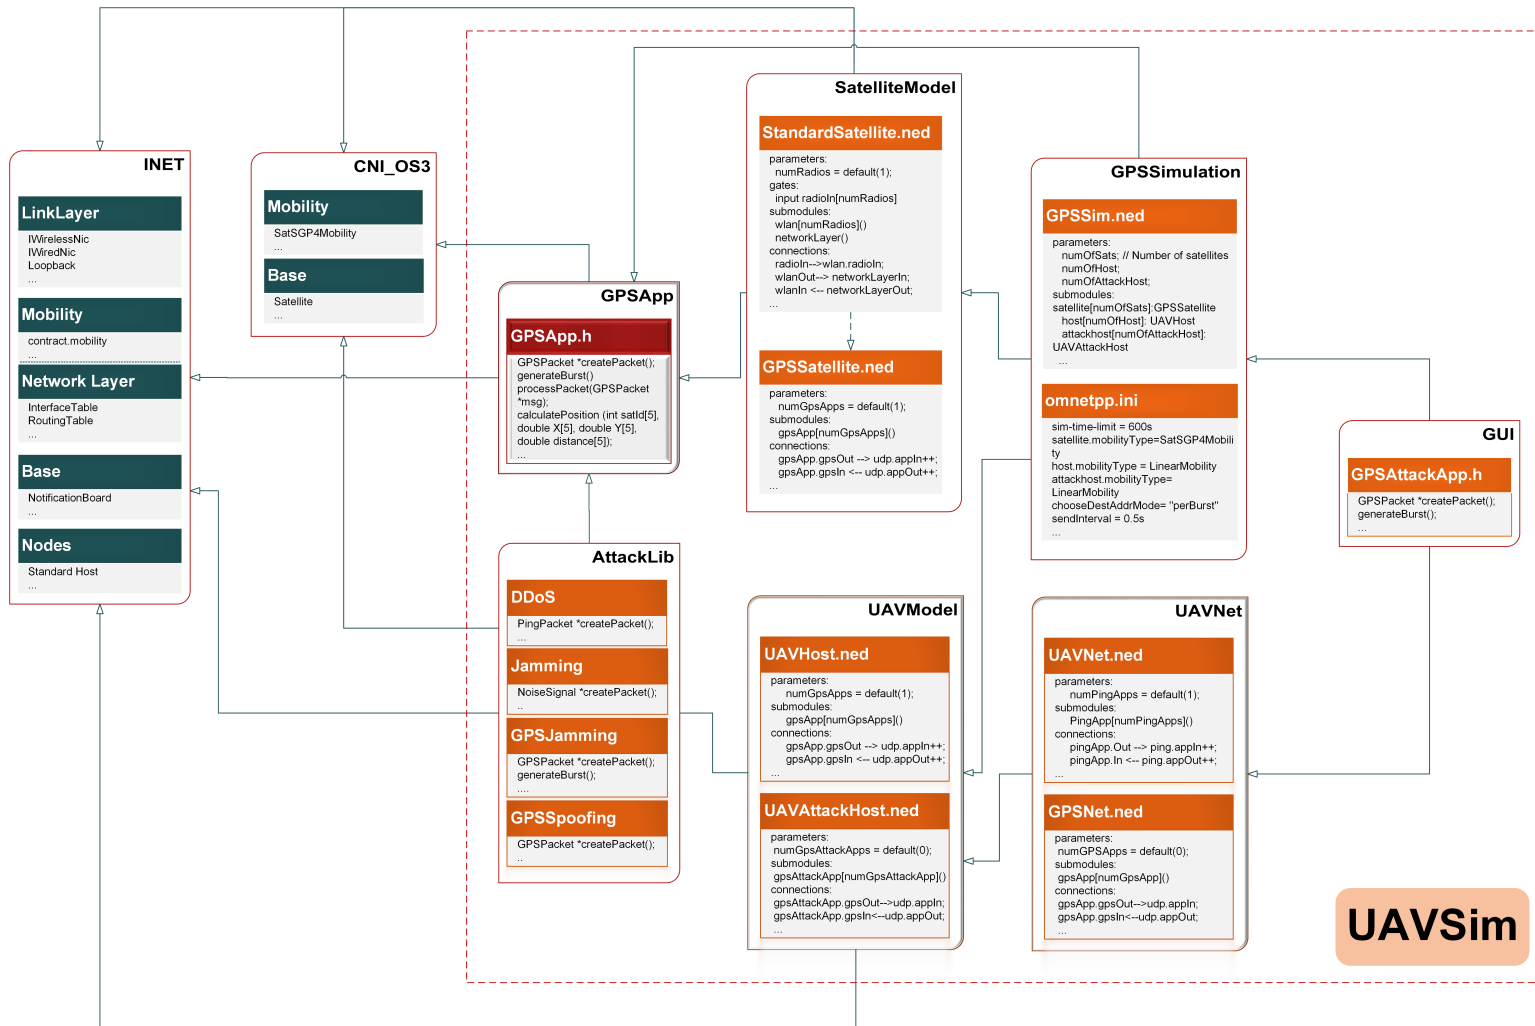 INET
LinkLayer
IWirelessNic
IWiredNic
Loopback
...
Mobility
contract.mobility
...
Network Layer
InterfaceTable
RoutingTable
...
Base
NotificationBoard
...
Nodes
Standard Host
...
CNI_OS3
Mobility
SatSGP4Mobility
...
Base
Satellite
...
GPSApp
GPSApp.h
GPSPacket *createPacket();
generateBurst()
processPacket(GPSPacket
*msg);
calculatePosition (int satId[5],
double X[5], double Y[5],
double distance[5]);
...
AttackLib
DDoS
PingPacket *createPacket();
...
Jamming
NoiseSignal *createPacket();
..
GPSJamming
GPSPacket *createPacket();
generateBurst();
....
GPSSpoofing
GPSPacket *createPacket();
..
SatelliteModel
StandardSatellite.ned
parameters:
numRadios = default(1);
gates:
input radioIn[numRadios]
submodules:
wlan[numRadios]()
networkLayer()
connections:
radioIn-->wlan.radioIn;
wlanOut--> networkLayerIn;
wlanIn <-- networkLayerOut;
...
GPSSatellite.ned
parameters:
numGpsApps = default(1);
submodules:
gpsApp[numGpsApps]()
connections:
gpsApp.gpsOut --> udp.appIn++;
gpsApp.gpsIn <-- udp.appOut++;
...
UAVModel
UAVHost.ned
parameters:
numGpsApps = default(1);
submodules:
gpsApp[numGpsApps]()
connections:
gpsApp.gpsOut --> udp.appIn++;
gpsApp.gpsIn <-- udp.appOut++;
...
UAVAttackHost.ned
parameters:
numGpsAttackApps = default(0);
submodules:
gpsAttackApp[numGpsAttackApp]()
connections:
gpsAttackApp.gpsOut-->udp.appIn;
gpsAttackApp.gpsIn<--udp.appOut;
...
GPSSimulation
GPSSim.ned
parameters:
numOfSats; // Number of satellites
numOfHost;
numOfAttackHost;
submodules:
satellite[numOfSats]:GPSSatellite
host[numOfHost]: UAVHost
attackhost[numOfAttackHost]:
UAVAttackHost
...
omnetpp.ini
sim-time-limit = 600s
satellite.mobilityType=SatSGP4Mobili
ty
host.mobilityType = LinearMobility
attackhost.mobilityType=
LinearMobility
chooseDestAddrMode= "perBurst"
sendInterval = 0.5s
...
UAVNet
UAVNet.ned
parameters:
numPingApps = default(1);
submodules:
PingApp[numPingApps]()
connections:
pingApp.Out --> ping.appIn++;
pingApp.In <-- ping.appOut++;
...
GPSNet.ned
parameters:
numGPSApps = default(0);
submodules:
gpsApp[numGpsApp]()
connections:
gpsApp.gpsOut-->udp.appIn;
gpsApp.gpsIn<--udp.appOut;
...
GUI
GPSAttackApp.h
GPSPacket *createPacket();
generateBurst();
...
UAVSim